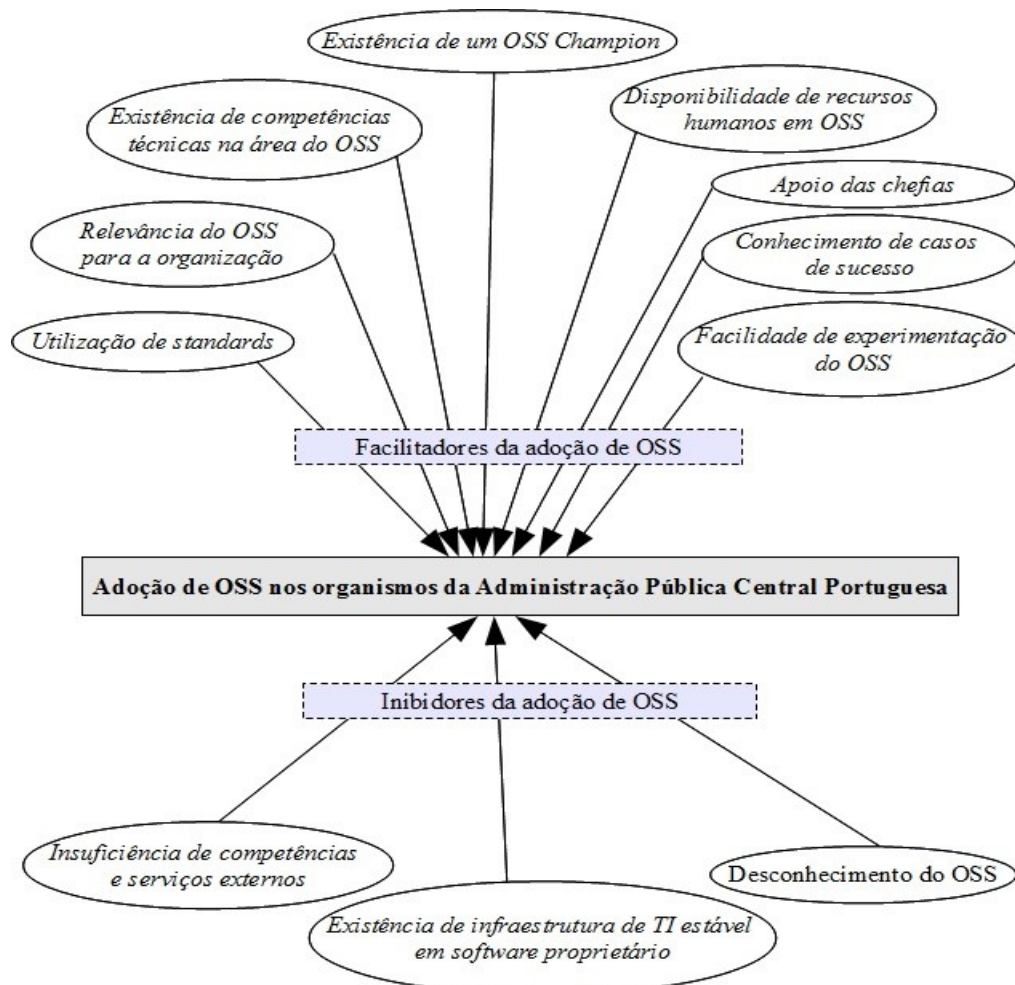 Existência de um OSS Champion
Existência de competências
técnicas na área do OSS
Disponibilidade de recursos
humanos em OSS
Apoio das chefias
Relevância do OSS
para a organização
Conhecimento de casos
de sucesso
Utilização de standards
Facilidade de experimentação
do OSS
Facilitadores da adoção de OSS
Adoção de OSS nos organismos da Administração Pública Central Portuguesa
Inibidores da adoção de OSS
Insuficiência de competências
e serviços externos
Desconhecimento do OSS
Existência de infraestrutura de TI estável
em software proprietário